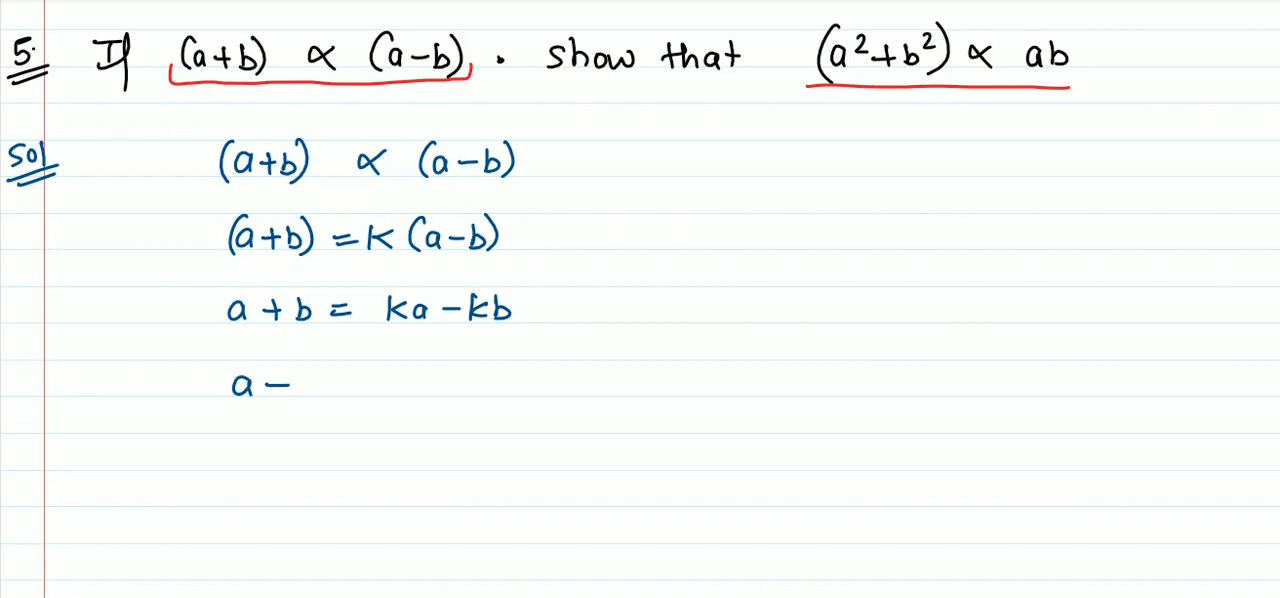 5. If (a+b) ∝ (a-b). show that (a²+b²) ∝ ab
Sol (a+b) ∝ (a-b)
(a+b) = K (a-b)
a + b = ka - kb
a -